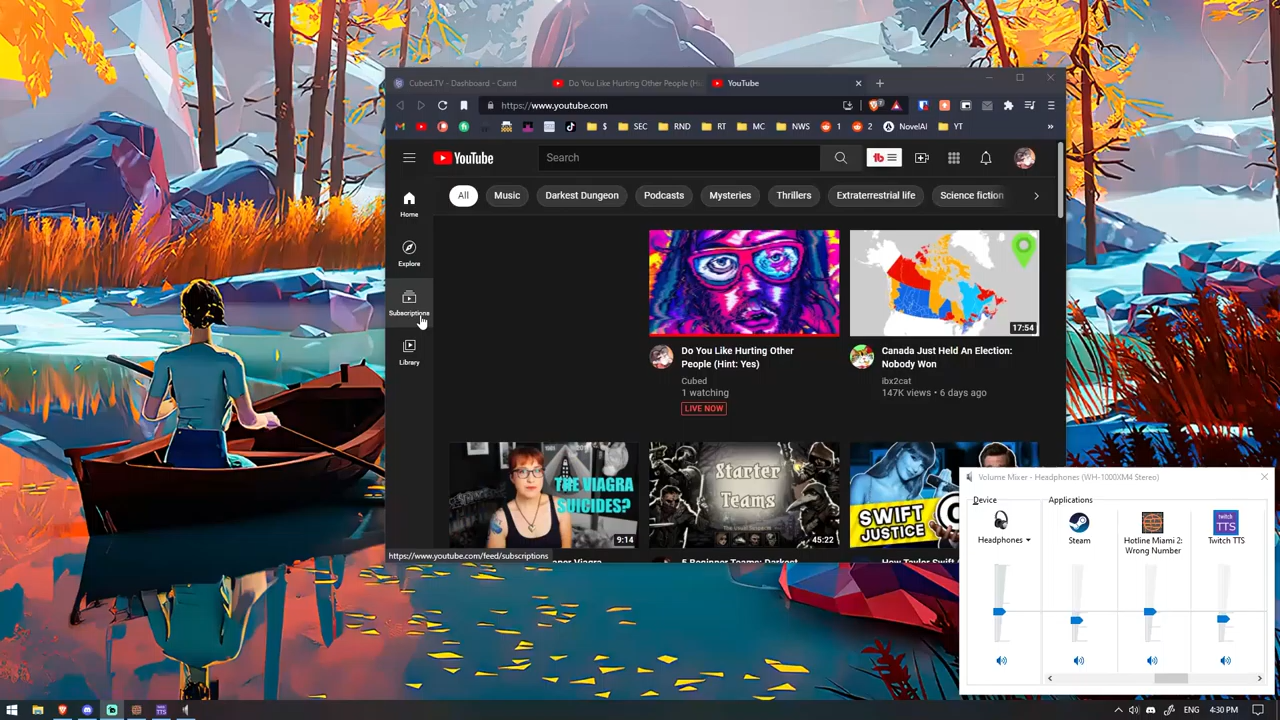 Cubed.TV - Dashboard - Carrd
Do You Like Hurting Other People (H
YouTube
https://www.youtube.com
$
SEC
RND
RT
MC
NWS
1
2
NovelAI
YT
»
YouTube
Search
tb
All
Music
Darkest Dungeon
Podcasts
Mysteries
Thrillers
Extraterrestrial life
Science fiction
Home
Explore
Subscriptions
Library
Do You Like Hurting Other
People (Hint: Yes)
Cubed
1 watching
LIVE NOW
17:54
Canada Just Held An Election:
Nobody Won
ibx2cat
147K views • 6 days ago
THE VIAGRA
SUICIDES?
9:14
Starter
Teams
45:22
SWIFT
JUSTICE
https://www.youtube.com/feed/subscriptions
Volume Mixer - Headphones (WH-1000XM4 Stereo)
Device
Applications
Headphones
Steam
Hotline Miami 2:
Wrong Number
twitch
TTS
Twitch TTS
ENG
4:30 PM